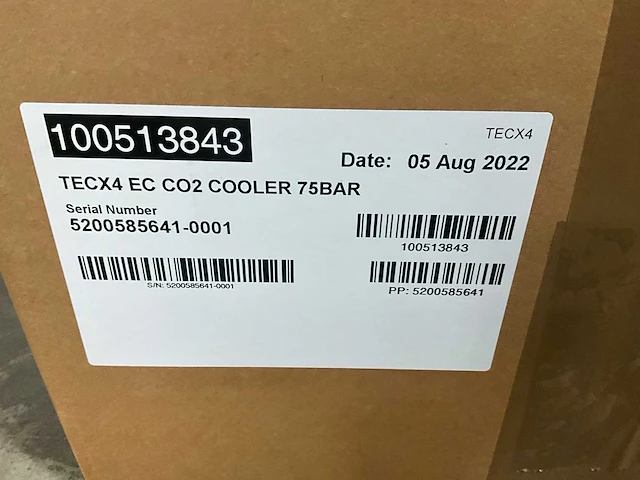 100513843
TECX4
Date: 05 Aug 2022
TECX4 EC CO2 COOLER 75BAR
Serial Number
5200585641-0001
100513843
S/N: 5200585641-0001
PP: 5200585641